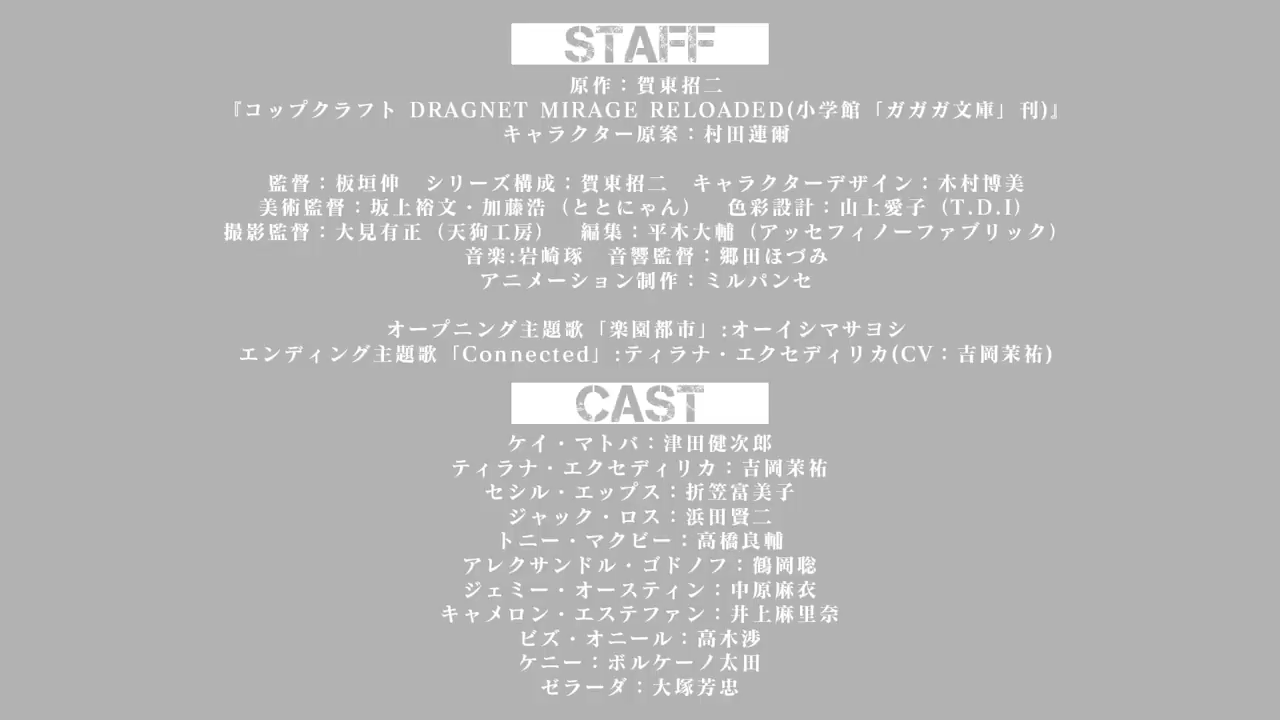 STAFF
原作：賀東招二
『コップクラフト DRAGNET MIRAGE RELOADED(小学館「ガガガ文庫」刊)』
キャラクター原案：村田蓮爾
監督：板垣伸　シリーズ構成：賀東招二　キャラクターデザイン：木村博美
美術監督：坂上裕文・加藤浩（ととにゃん）　色彩設計：山上愛子（T.D.I）
撮影監督：大見有正（天狗工房）　編集：平木大輔（アッセフィノーファブリック）
音楽:岩崎琢　音響監督：郷田ほづみ
アニメーション制作：ミルパンセ
オープニング主題歌「楽園都市」:オーイシマサヨシ
エンディング主題歌「Connected」:ティラナ・エクセディリカ(CV：吉岡茉祐)
CAST
ケイ・マトバ：津田健次郎
ティラナ・エクセディリカ：吉岡茉祐
セシル・エップス：折笠富美子
ジャック・ロス：浜田賢二
トニー・マクビー：高橋良輔
アレクサンドル・ゴドノフ：鶴岡聡
ジェミー・オースティン：中原麻衣
キャメロン・エステファン：井上麻里奈
ビズ・オニール：高木渉
ケニー：ボルケーノ太田
ゼラーダ：大塚芳忠